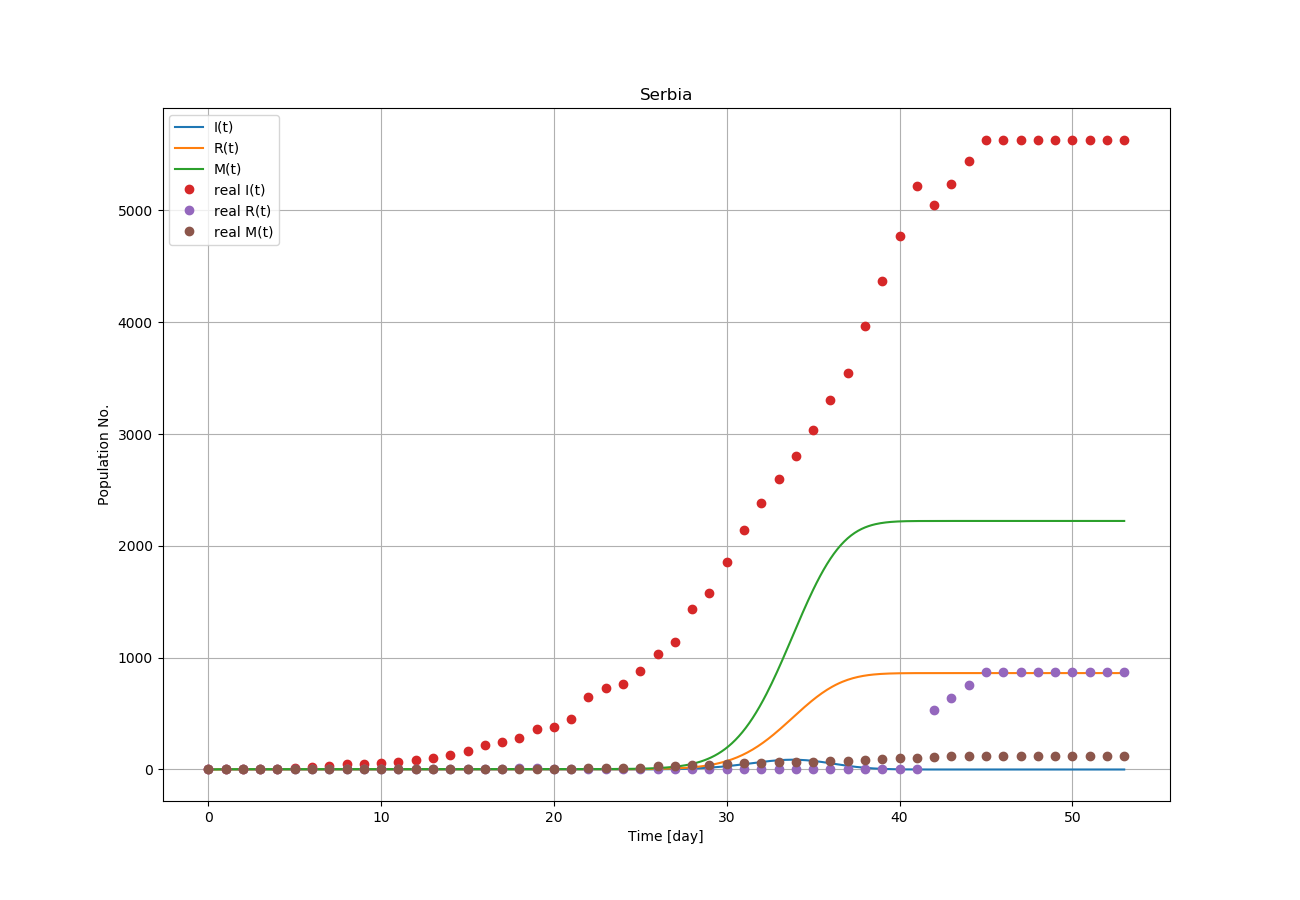 Serbia
I(t)
R(t)
M(t)
real I(t)
real R(t)
real M(t)
5000
4000
3000
2000
1000
0
Population No.
0 10 20 30 40 50
Time [day]